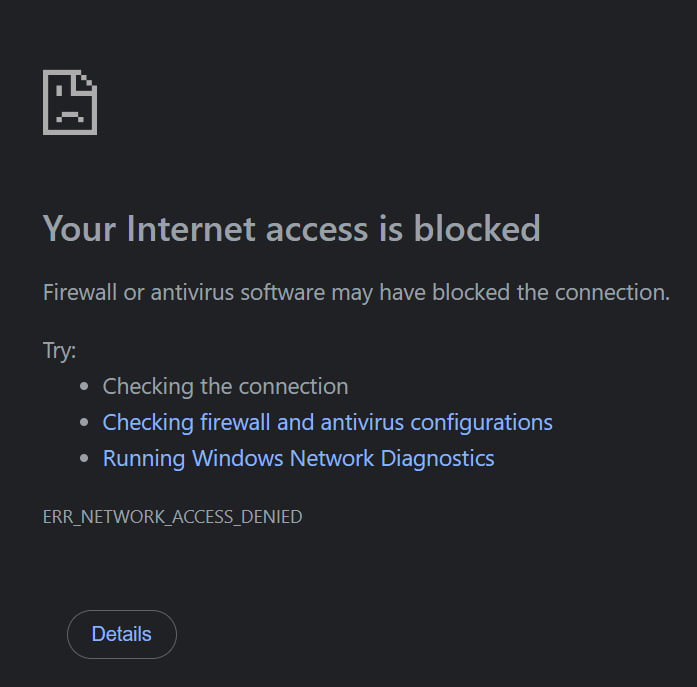 Your Internet access is blocked
Firewall or antivirus software may have blocked the connection.
Try:
Checking the connection
Checking firewall and antivirus configurations
Running Windows Network Diagnostics
ERR_NETWORK_ACCESS_DENIED
Details